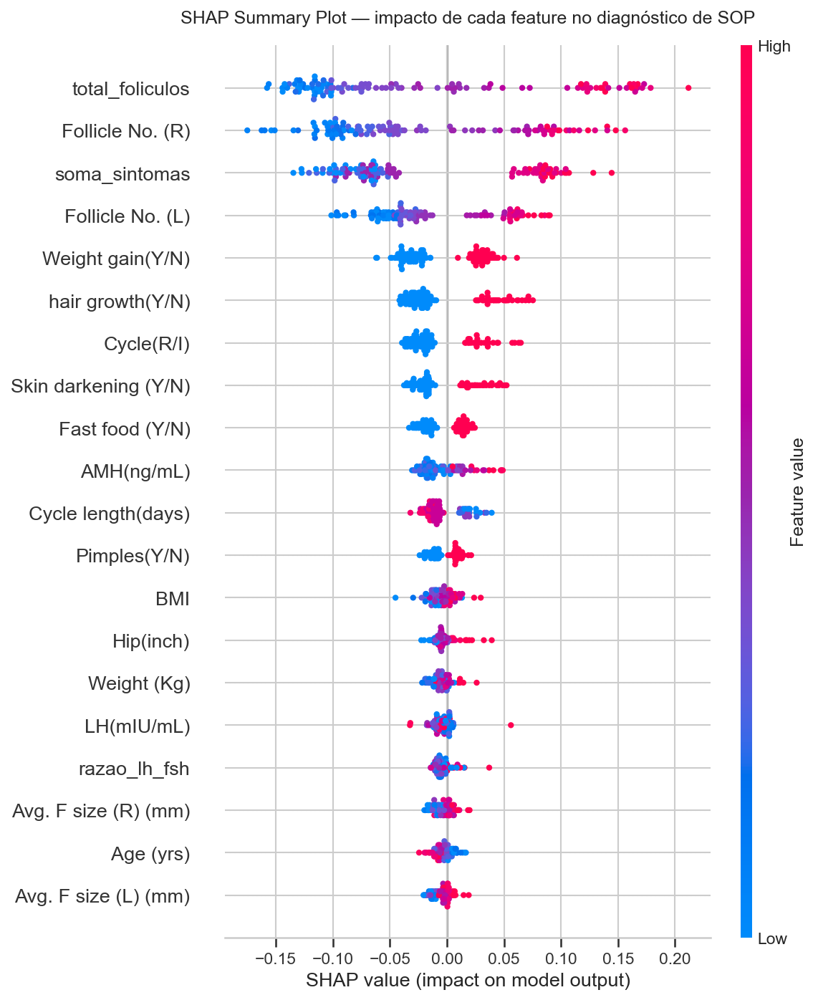 SHAP Summary Plot — impacto de cada feature no diagnóstico de SOP
High
total_foliculos
Follicle No. (R)
soma_sintomas
Follicle No. (L)
Weight gain(Y/N)
hair growth(Y/N)
Cycle(R/I)
Skin darkening (Y/N)
Fast food (Y/N)
AMH(ng/mL)
Cycle length(days)
Pimples(Y/N)
BMI
Hip(inch)
Weight (Kg)
LH(mIU/mL)
razao_lh_fsh
Avg. F size (R) (mm)
Age (yrs)
Avg. F size (L) (mm)
Feature value
Low
−0.15 −0.10 −0.05 0.00 0.05 0.10 0.15 0.20
SHAP value (impact on model output)